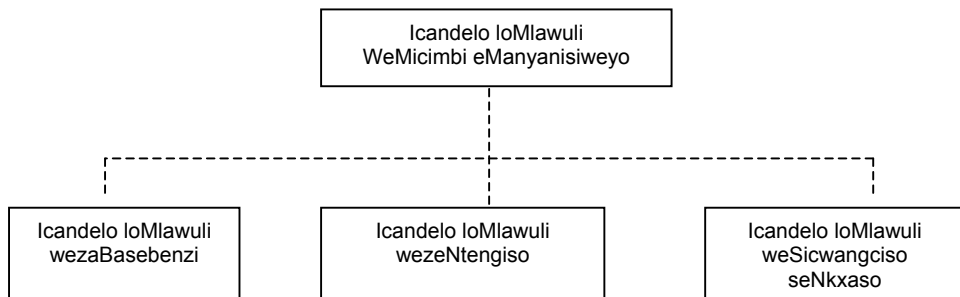 Icandelo loMlawuli
WeMicimbi eManyanisiweyo
Icandelo loMlawuli
wezaBasebenzi
Icandelo loMlawuli
wezeNtengiso
Icandelo loMlawuli
weSicwangciso
seNkxaso